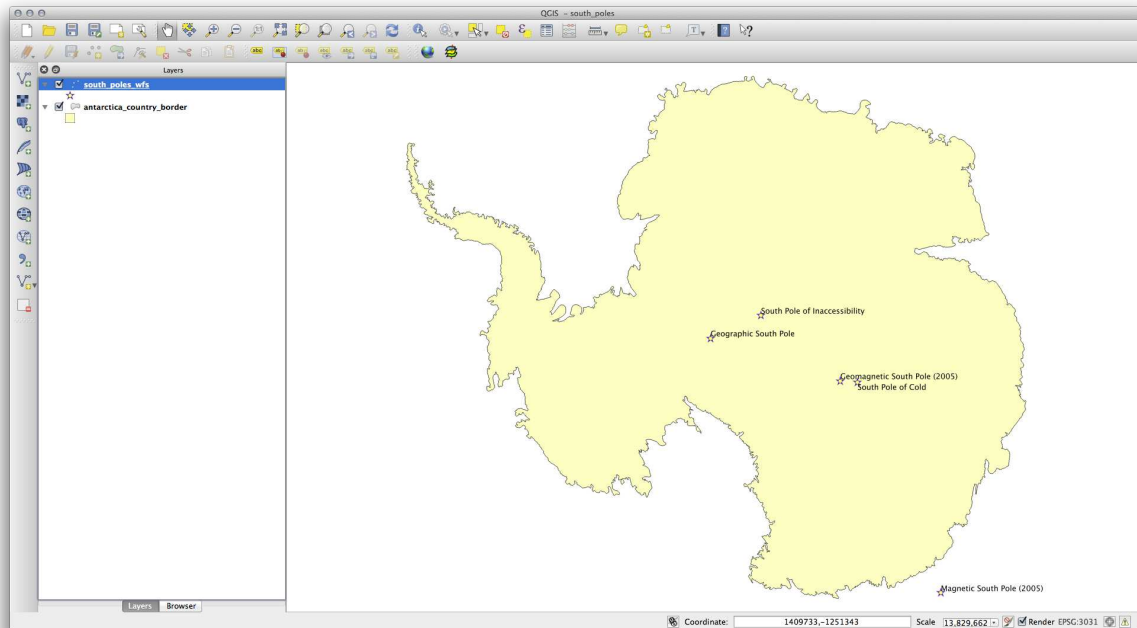 QGIS - south_poles
Layers
south_poles_wfs
antarctica_country_border
South Pole of Inaccessibility
Geographic South Pole
Geomagnetic South Pole (2005)
South Pole of Cold
Magnetic South Pole (2005)
Layers Browser
Coordinate: 1409733,-1251343 Scale 13,829,662 Render EPSG:3031